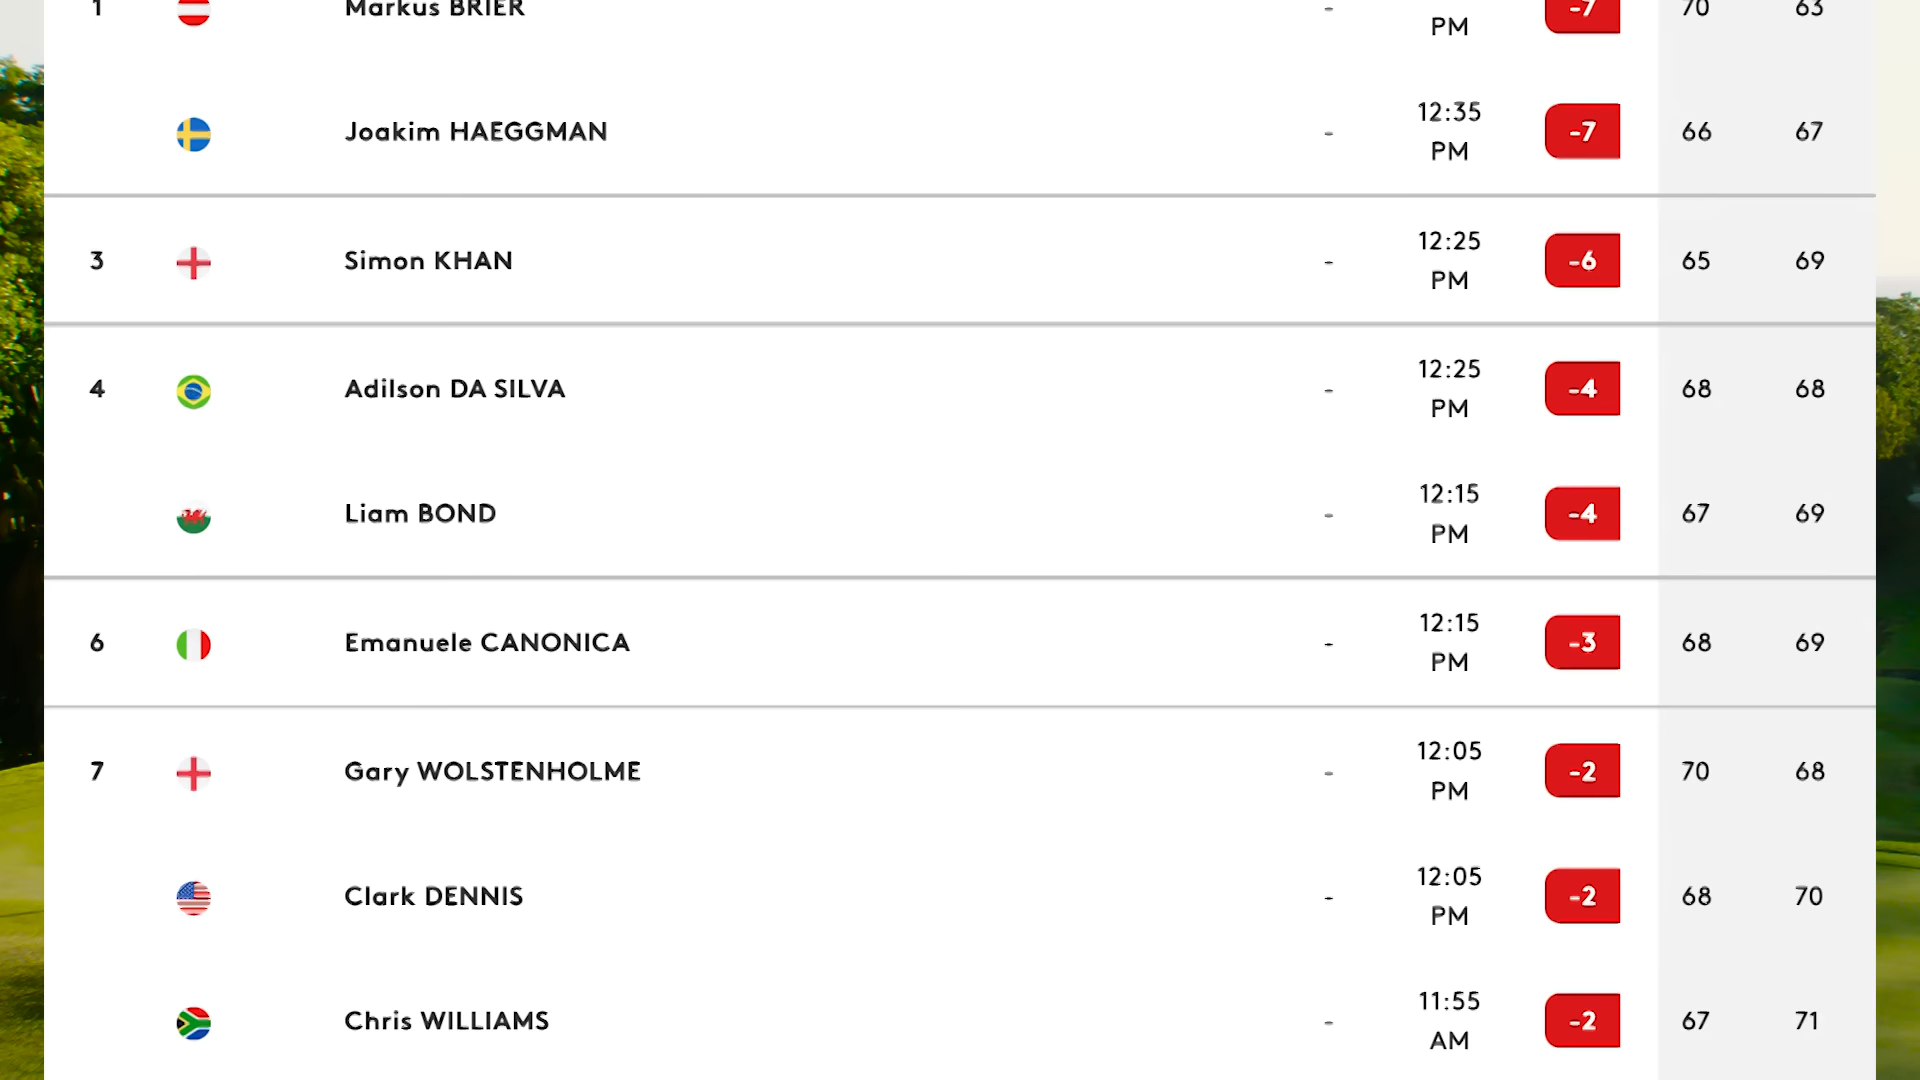 1 Markus BRIER - PM -7 70 63
Joakim HAEGGMAN - 12:35 PM -7 66 67
3 Simon KHAN - 12:25 PM -6 65 69
4 Adilson DA SILVA - 12:25 PM -4 68 68
Liam BOND - 12:15 PM -4 67 69
6 Emanuele CANONICA - 12:15 PM -3 68 69
7 Gary WOLSTENHOLME - 12:05 PM -2 70 68
Clark DENNIS - 12:05 PM -2 68 70
Chris WILLIAMS - 11:55 AM -2 67 71